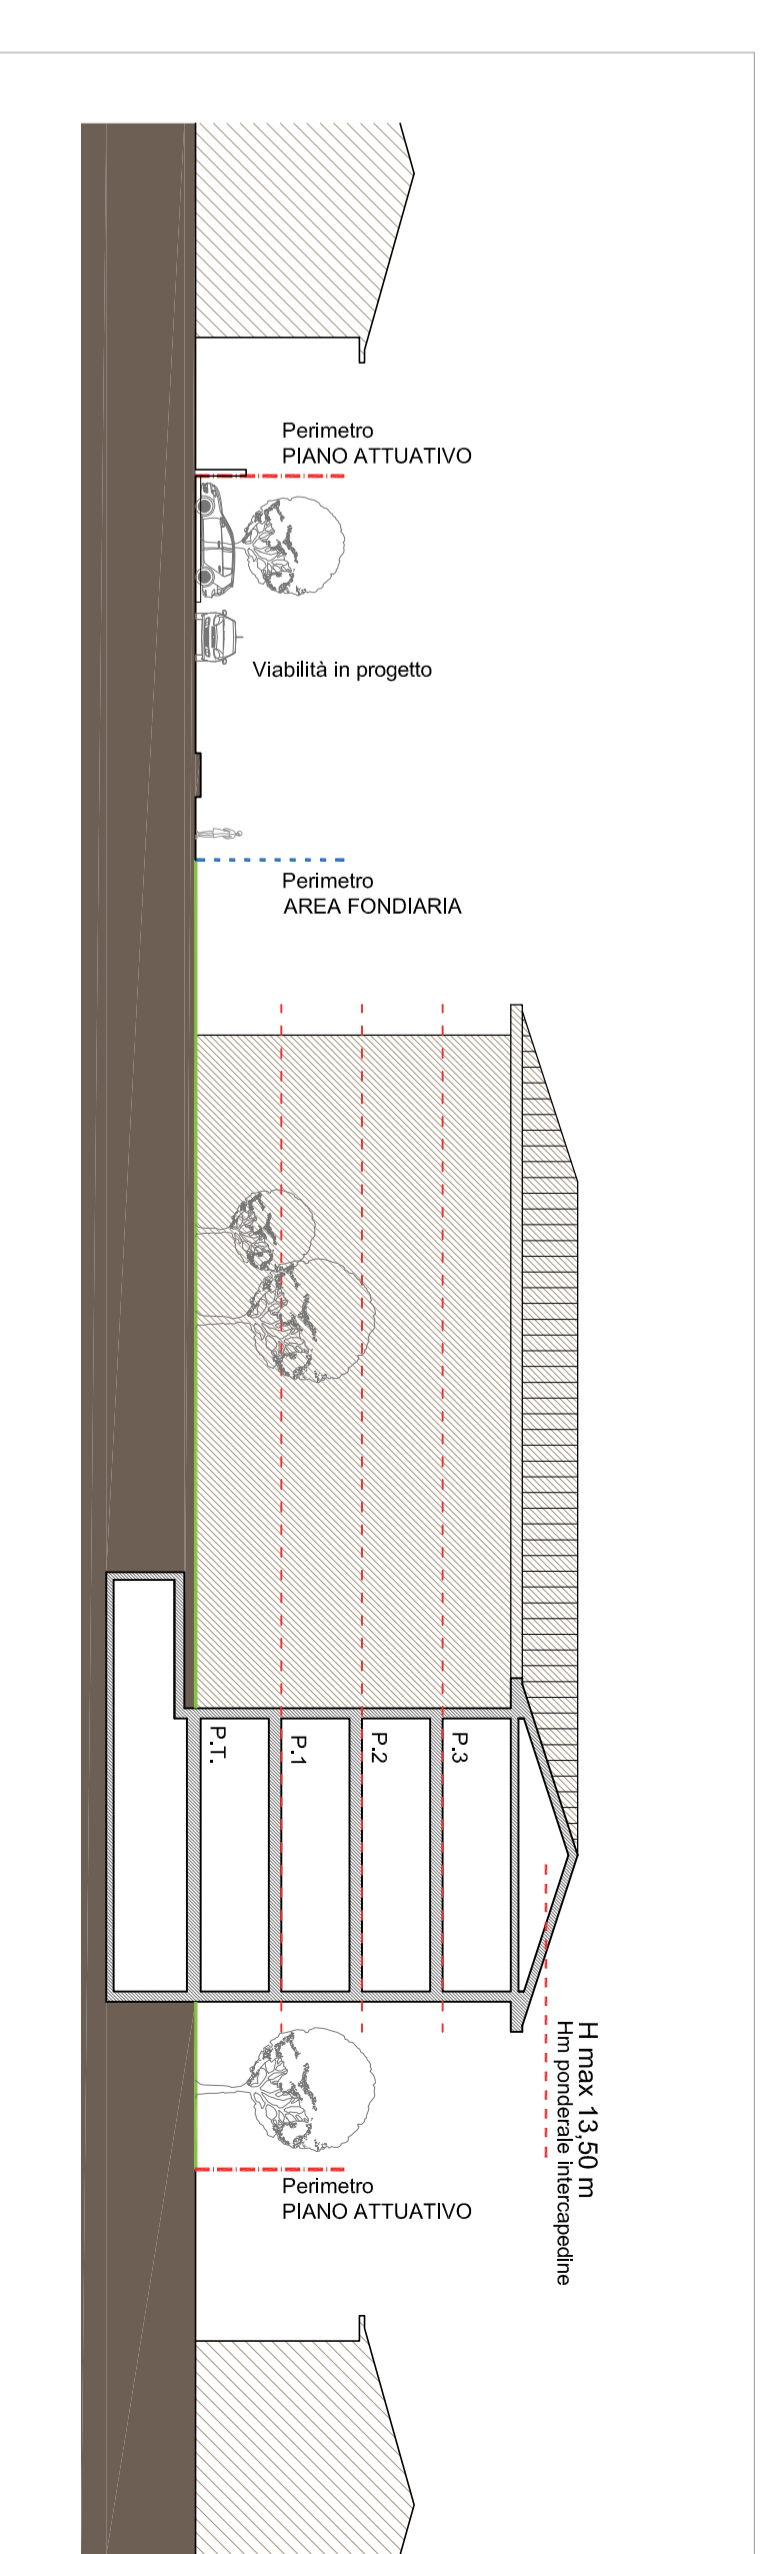 Perimetro
PIANO ATTUATIVO
Viabilità in progetto
Perimetro
AREA FONDIARIA
P.T.
P.1
P.2
P.3
H max 13,50 m
Hm ponderale intercapedine
Perimetro
PIANO ATTUATIVO